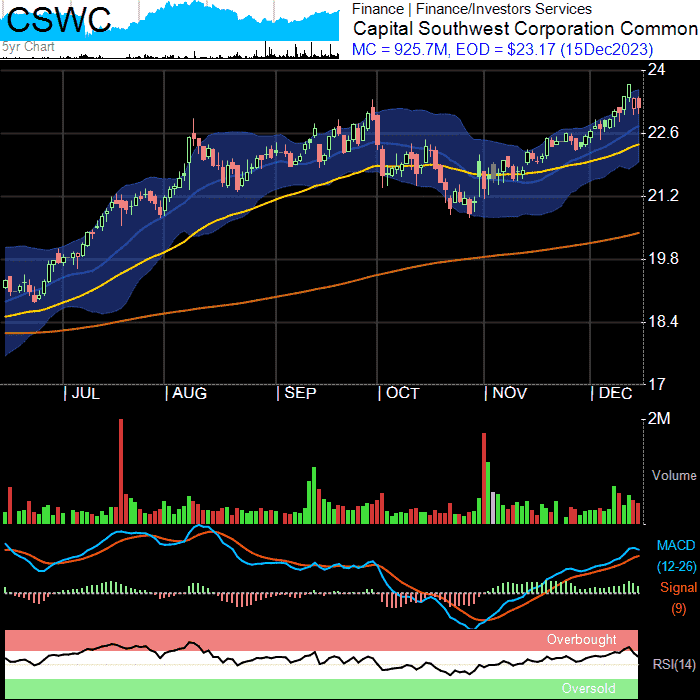 CSWC
5yr Chart
Finance | Finance/Investors Services
Capital Southwest Corporation Common
MC = 925.7M, EOD = $23.17 (15Dec2023)
24
22.6
21.2
19.8
18.4
17
| JUL | AUG | SEP | OCT | NOV | DEC
2M
Volume
MACD
(12-26)
Signal
(9)
Overbought
RSI(14)
Oversold